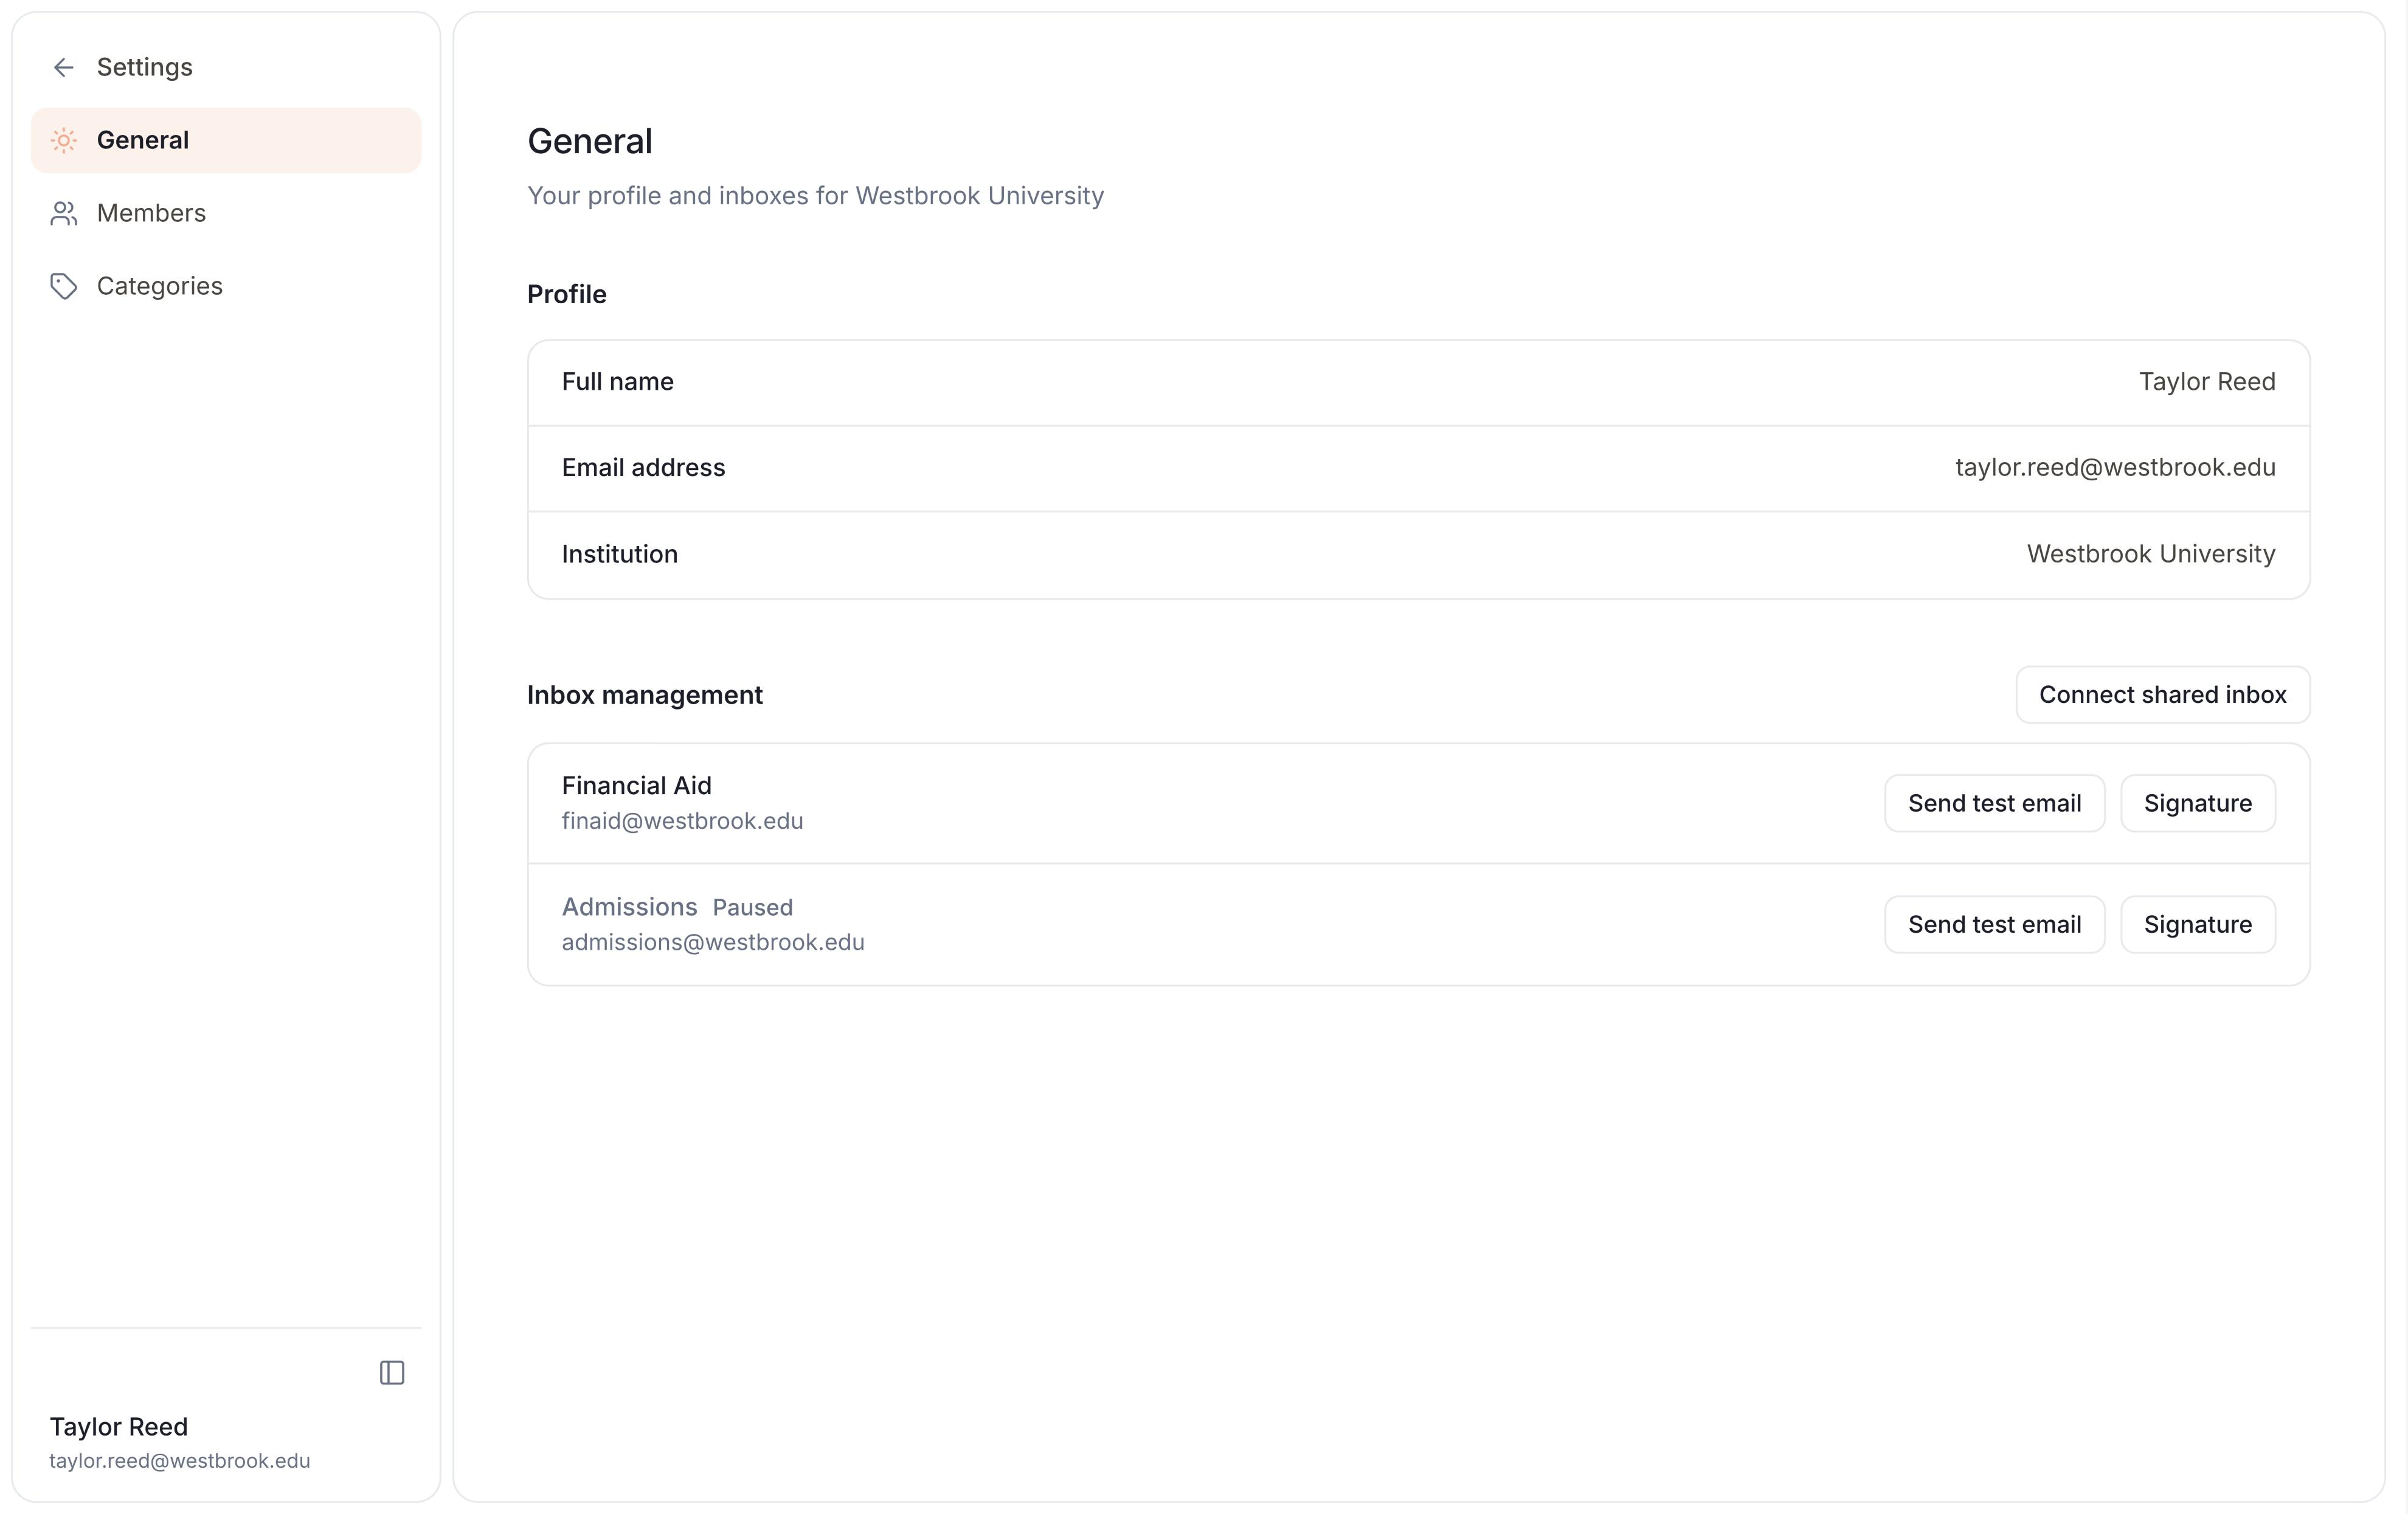 Settings
General
Members
Categories
Taylor Reed
taylor.reed@westbrook.edu
General
Your profile and inboxes for Westbrook University
Profile
Full name Taylor Reed
Email address taylor.reed@westbrook.edu
Institution Westbrook University
Inbox management Connect shared inbox
Financial Aid
finaid@westbrook.edu
Send test email Signature
Admissions Paused
admissions@westbrook.edu
Send test email Signature